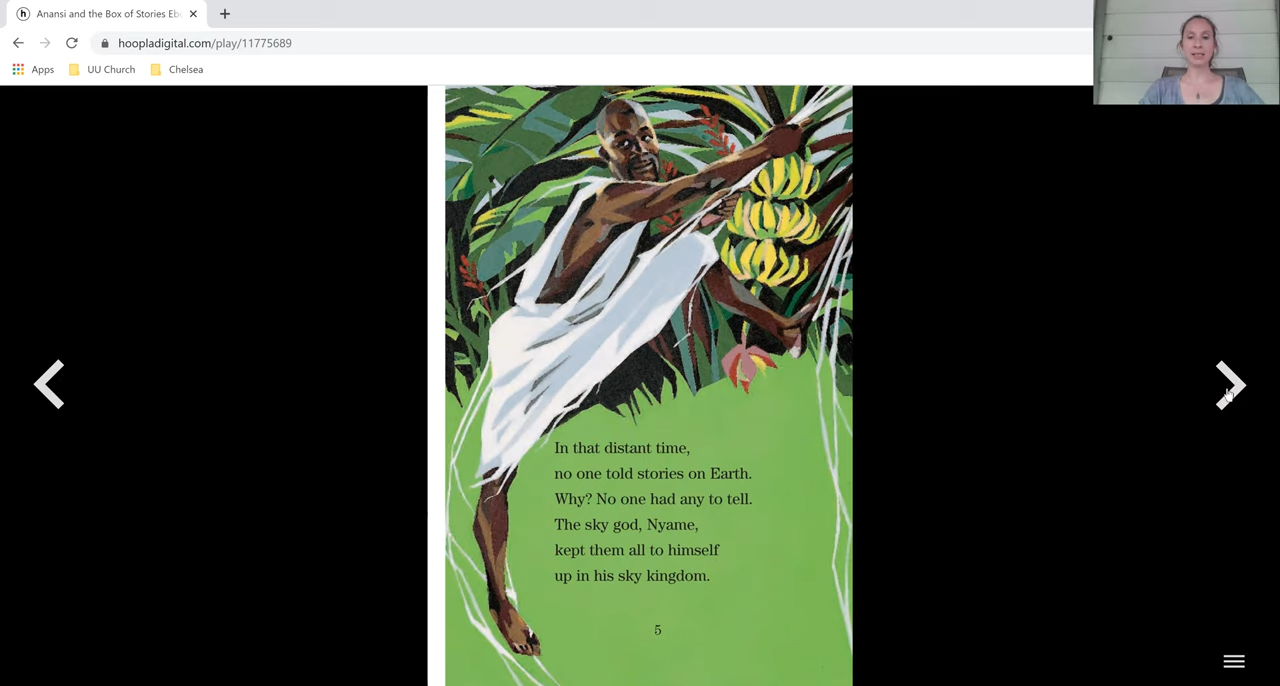 Anansi and the Box of Stories Eb
hoopladigital.com/play/11775689
Apps
UU Church
Chelsea
In that distant time,
no one told stories on Earth.
Why? No one had any to tell.
The sky god, Nyame,
kept them all to himself
up in his sky kingdom.
5